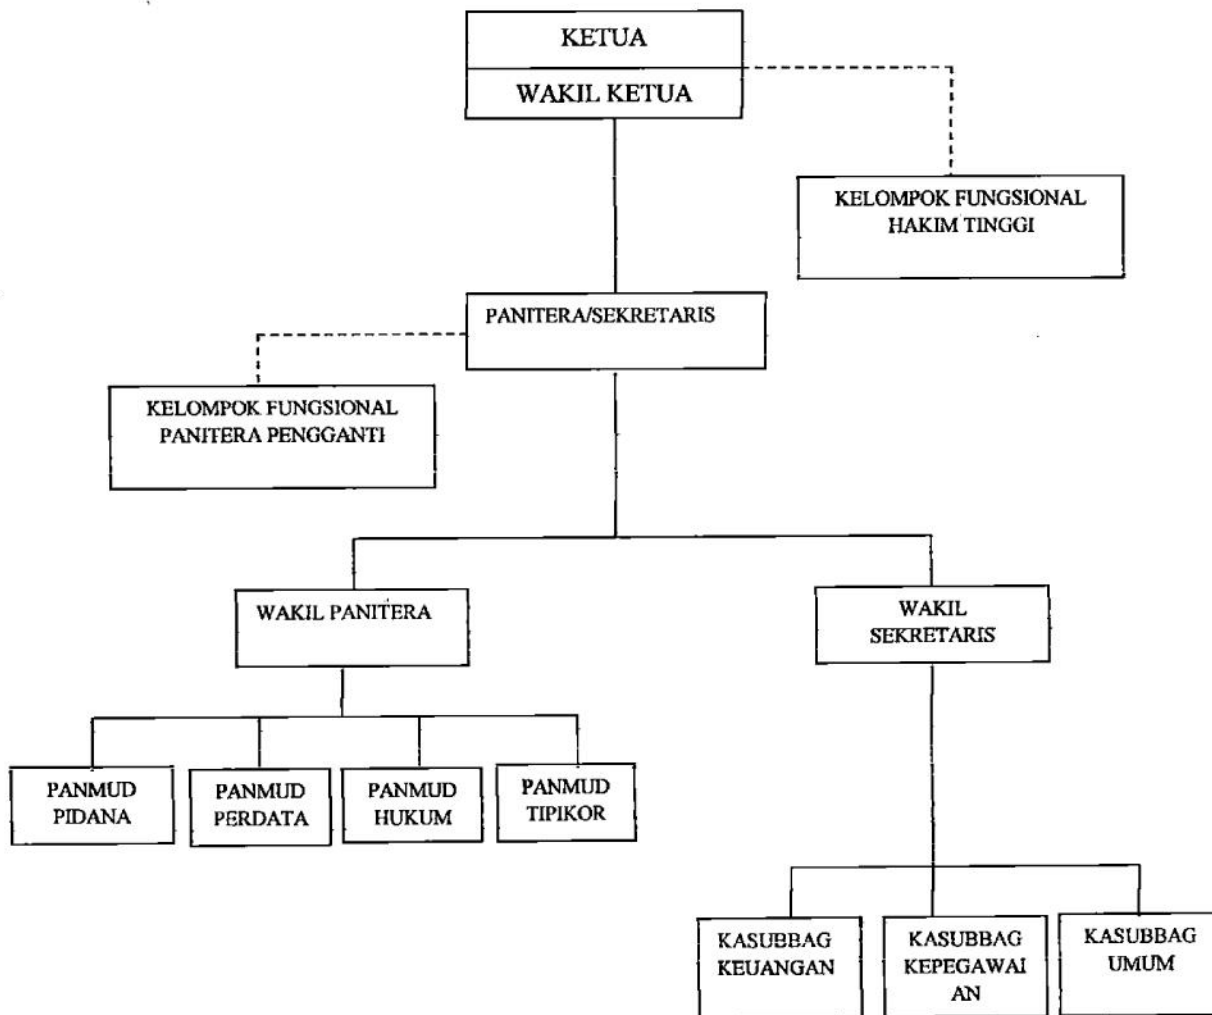 KETUA
WAKIL KETUA
KELOMPOK FUNGSIONAL
HAKIM TINGGI
PANITERA/SEKRETARIS
KELOMPOK FUNGSIONAL
PANITERA PENGGANTI
WAKIL PANITERA
WAKIL
SEKRETARIS
PANMUD
PIDANA
PANMUD
PERDATA
PANMUD
HUKUM
PANMUD
TIPIKOR
KASUBBAG
KEUANGAN
KASUBBAG
KEPEGAWAI
AN
KASUBBAG
UMUM